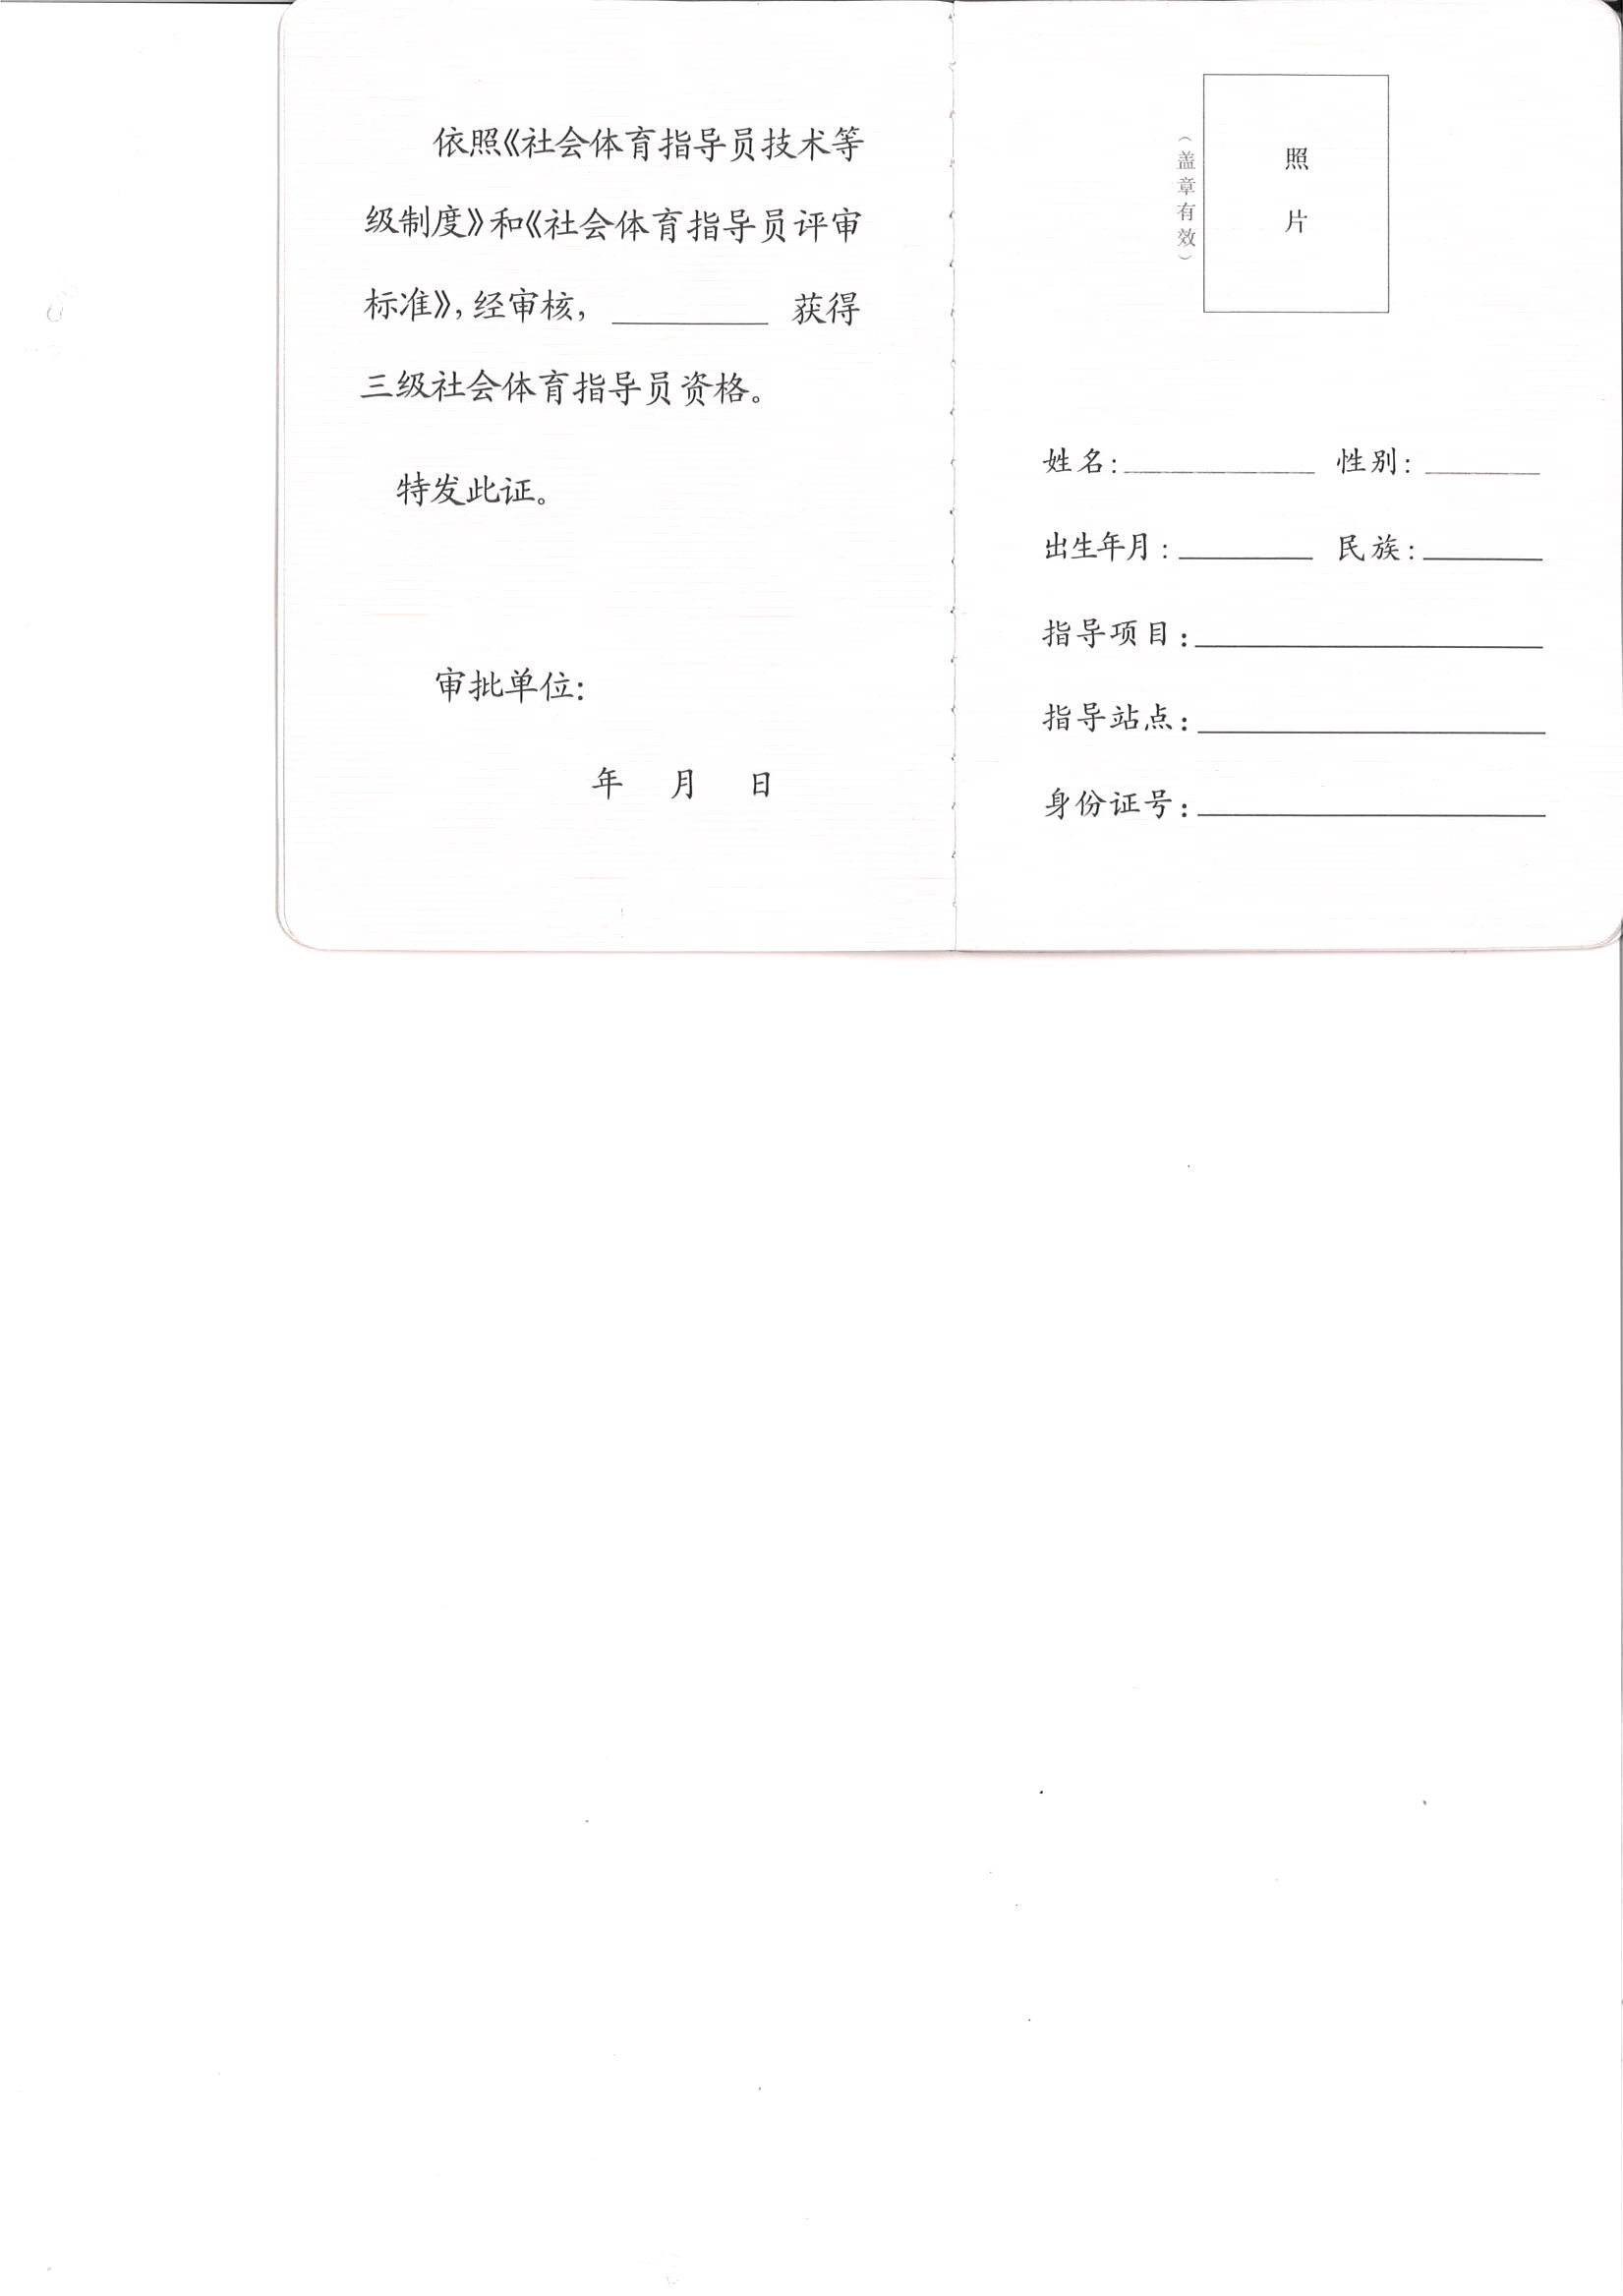 依照《社会体育指导员技术等
级制度》和《社会体育指导员评审
标准》，经审核，________ 获得
三级社会体育指导员资格。
特发此证。
审批单位：
年 月 日
（盖章有效）
照
片
姓名：________ 性别：________
出生年月：________ 民族：________
指导项目：________
指导站点：________
身份证号：________